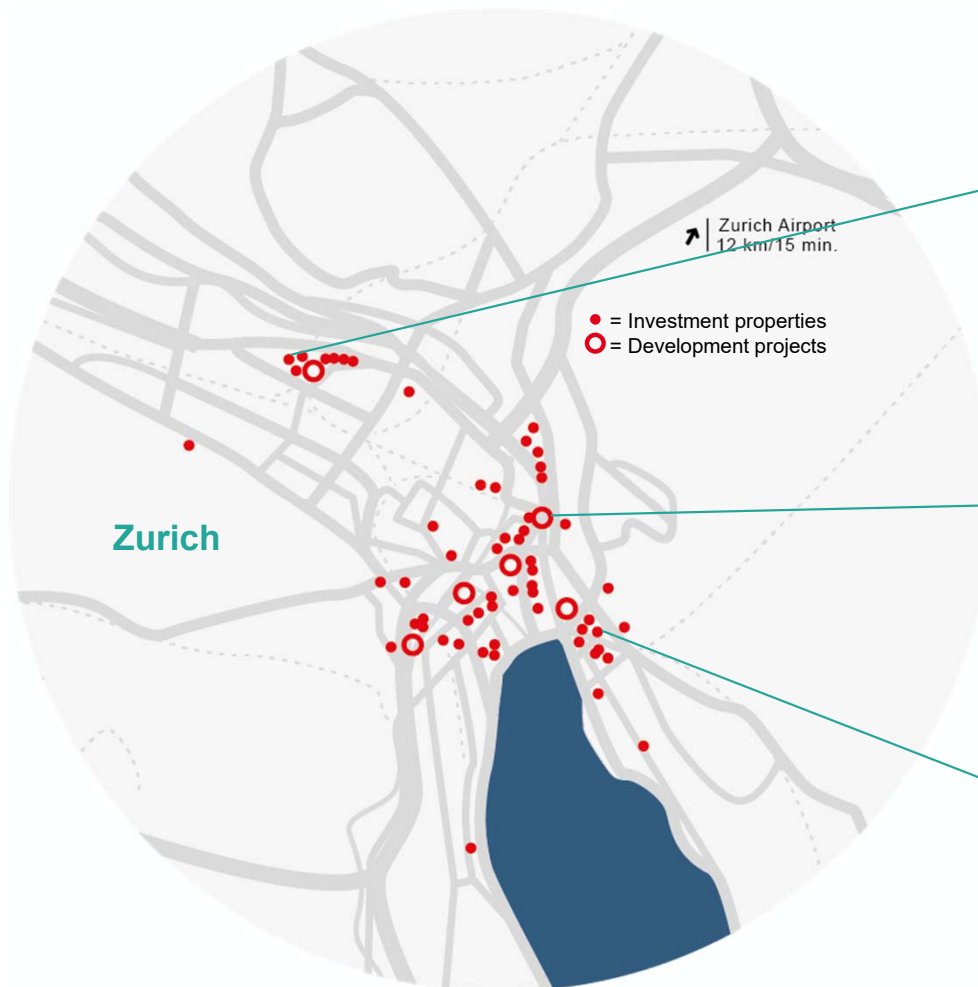 Zurich Airport
12 km/15 min.
= Investment properties
= Development projects
Zurich